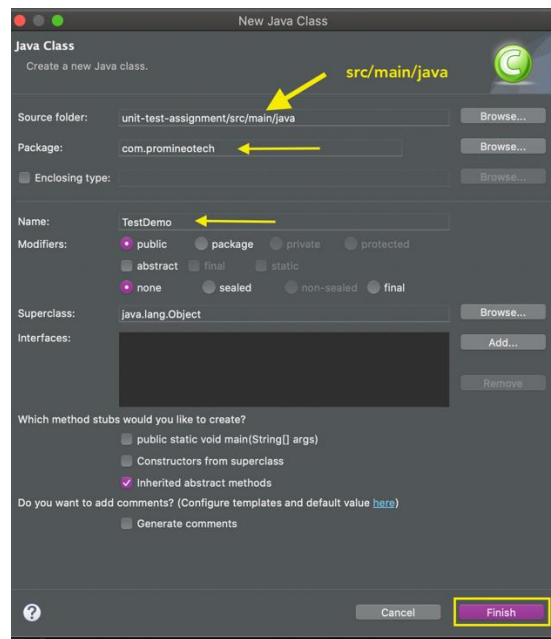 New Java Class
Java Class
Create a new Java class.
src/main/java
C
Source folder: unit-test-assignment/src/main/java Browse...
Package: com.promineotech Browse...
Enclosing type: Browse...
Name: TestDemo
Modifiers: public package private protected
abstract final static
none sealed non-sealed final
Superclass: java.lang.Object Browse...
Interfaces: Add...
Remove
Which method stubs would you like to create?
public static void main(String[] args)
Constructors from superclass
Inherited abstract methods
Do you want to add comments? (Configure templates and default value here)
Generate comments
? Cancel Finish